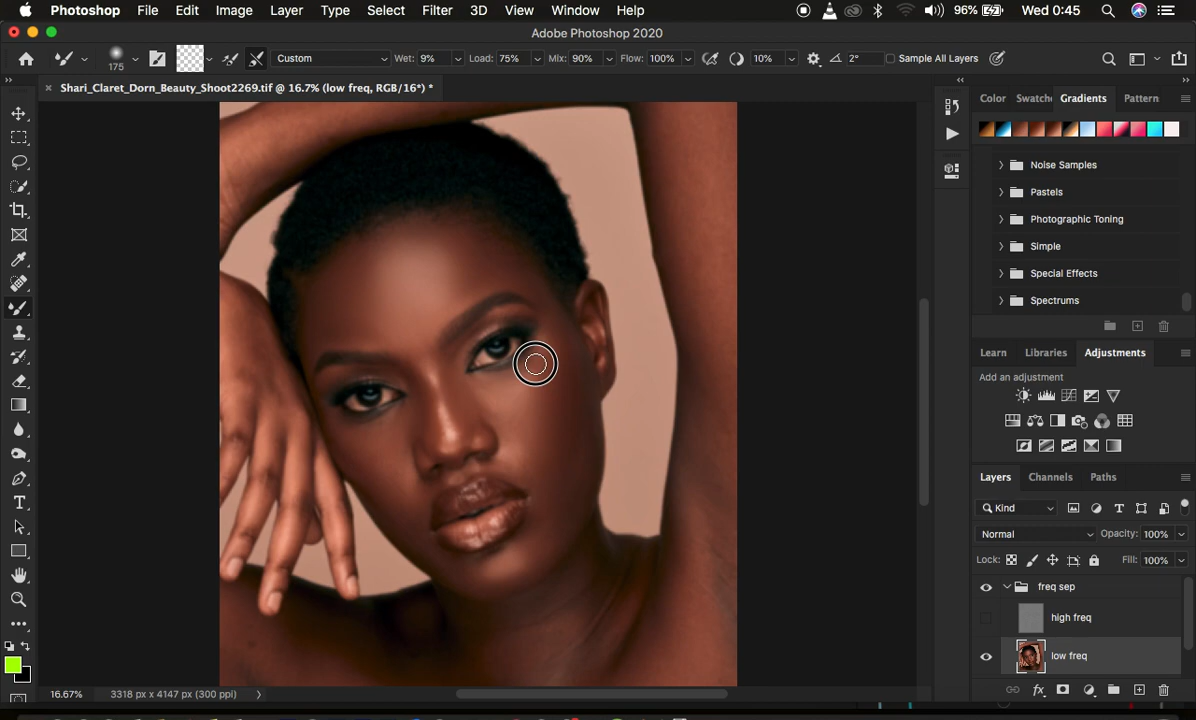 Photoshop File Edit Image Layer Type Select Filter 3D View Window Help 96% Wed 0:45
Adobe Photoshop 2020
175 Custom Wet: 9% Load: 75% Mix: 90% Flow: 100% 10% 2° Sample All Layers
Shari_Claret_Dorn_Beauty_Shoot2269.tif @ 16.7% (low freq, RGB/16*) *
Color Swatche Gradients Pattern
Noise Samples
Pastels
Photographic Toning
Simple
Special Effects
Spectrums
Learn Libraries Adjustments
Add an adjustment
Layers Channels Paths
Kind
Normal Opacity: 100%
Lock: Fill: 100%
freq sep
high freq
low freq
16.67% 3318 px x 4147 px (300 ppi)